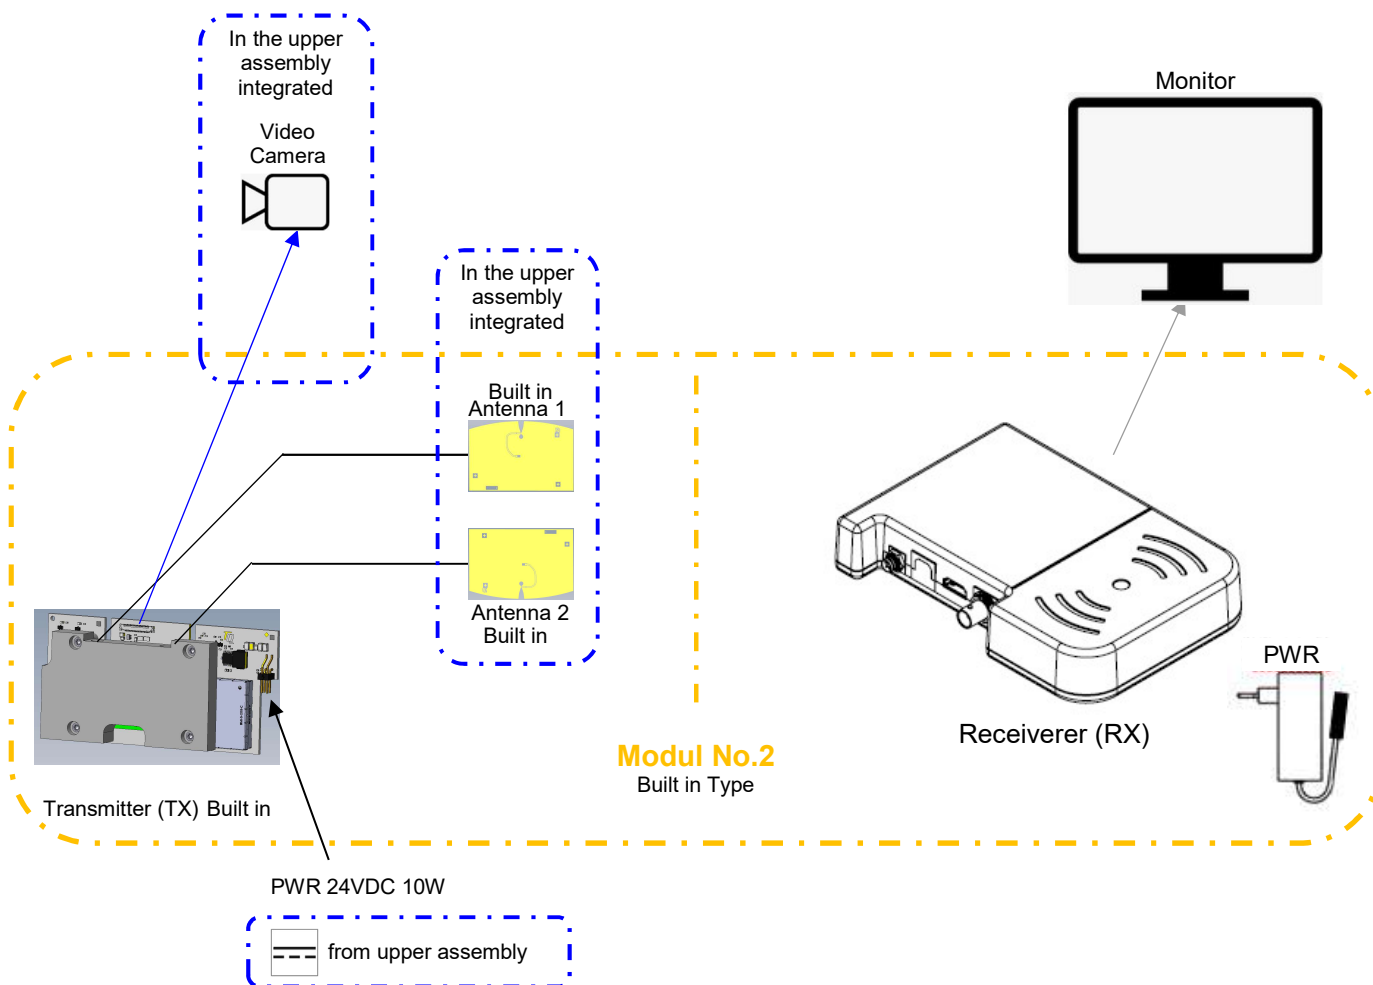 In the upper
assembly
integrated
Video
Camera
Monitor
In the upper
assembly
integrated
Built in
Antenna 1
Antenna 2
Built in
Transmitter (TX) Built in
Modul No.2
Built in Type
Receiverer (RX)
PWR
PWR 24VDC 10W
from upper assembly